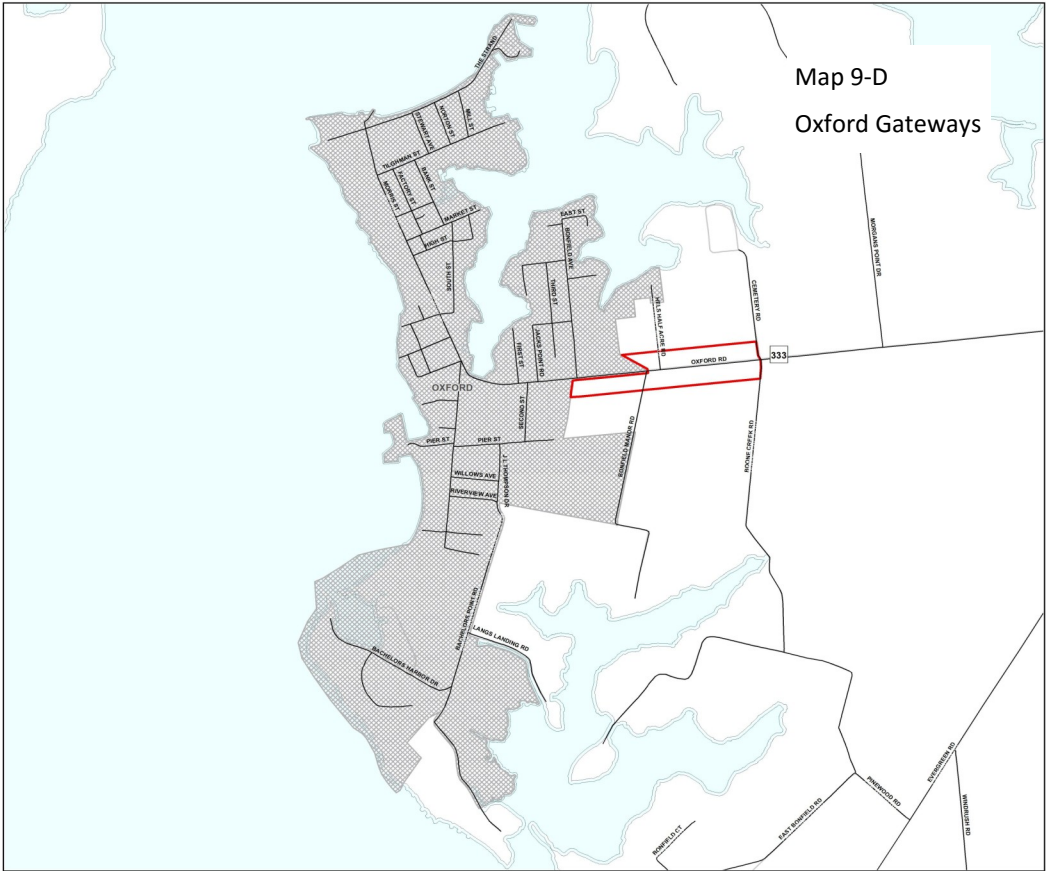 Map 9-D
Oxford Gateways
THE STRAND
MILL ST
NORTON ST
STEWART AVE
TILGHMAN ST
BANK ST
FACTORY ST
MORRIS ST
MARKET ST
HIGH ST
SOUTH ST
EAST ST
BONFIELD AVE
THIRD ST
MORGANS POINT DR
CEMETERY RD
HELS HALF ACRE RD
FIRST ST
JACKS POINT RD
OXFORD RD
333
OXFORD
SECOND ST
PIER ST
PIER ST
BONFIELD MANOR RD
BOONE CREEK RD
WILLOWS AVE
J L THOMPSON DR
RIVERVIEW AVE
BACHELORS POINT RD
LANGS LANDING RD
BACHELORS HARBOR DR
EVERGREEN RD
PINEWOOD RD
EAST BONFIELD RD
WINDRUSH RD
BONFIELD CT